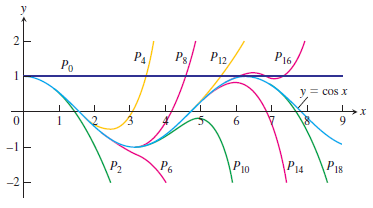 y
2
P₀ P₄ P₈ P₁₂ P₁₆
1
y = cos x
x
0 1 2 3 4 5 6 7 8 9
−1
P₂ P₆ P₁₀ P₁₄ P₁₈
−2